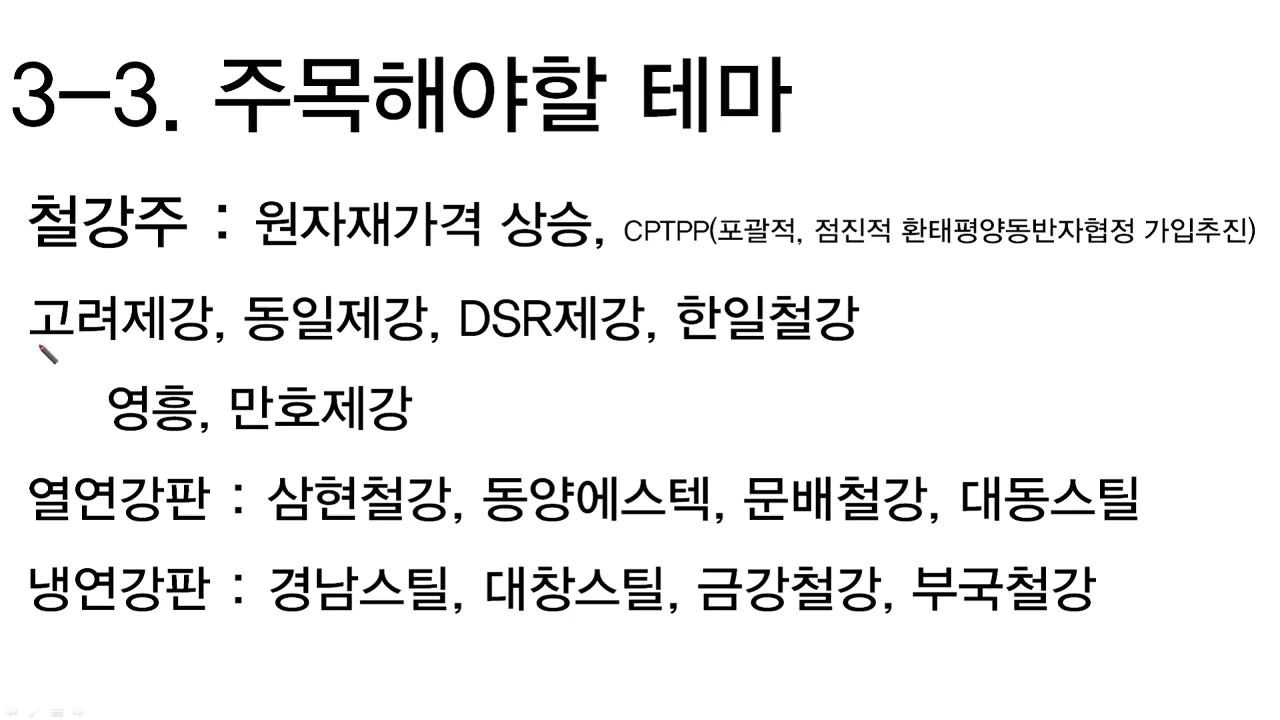 3-3. 주목해야할 테마
철강주 : 원자재가격 상승, CPTPP(포괄적, 점진적 환태평양동반자협정 가입추진)
고려제강, 동일제강, DSR제강, 한일철강
영흥, 만호제강
열연강판 : 삼현철강, 동양에스텍, 문배철강, 대동스틸
냉연강판 : 경남스틸, 대창스틸, 금강철강, 부국철강